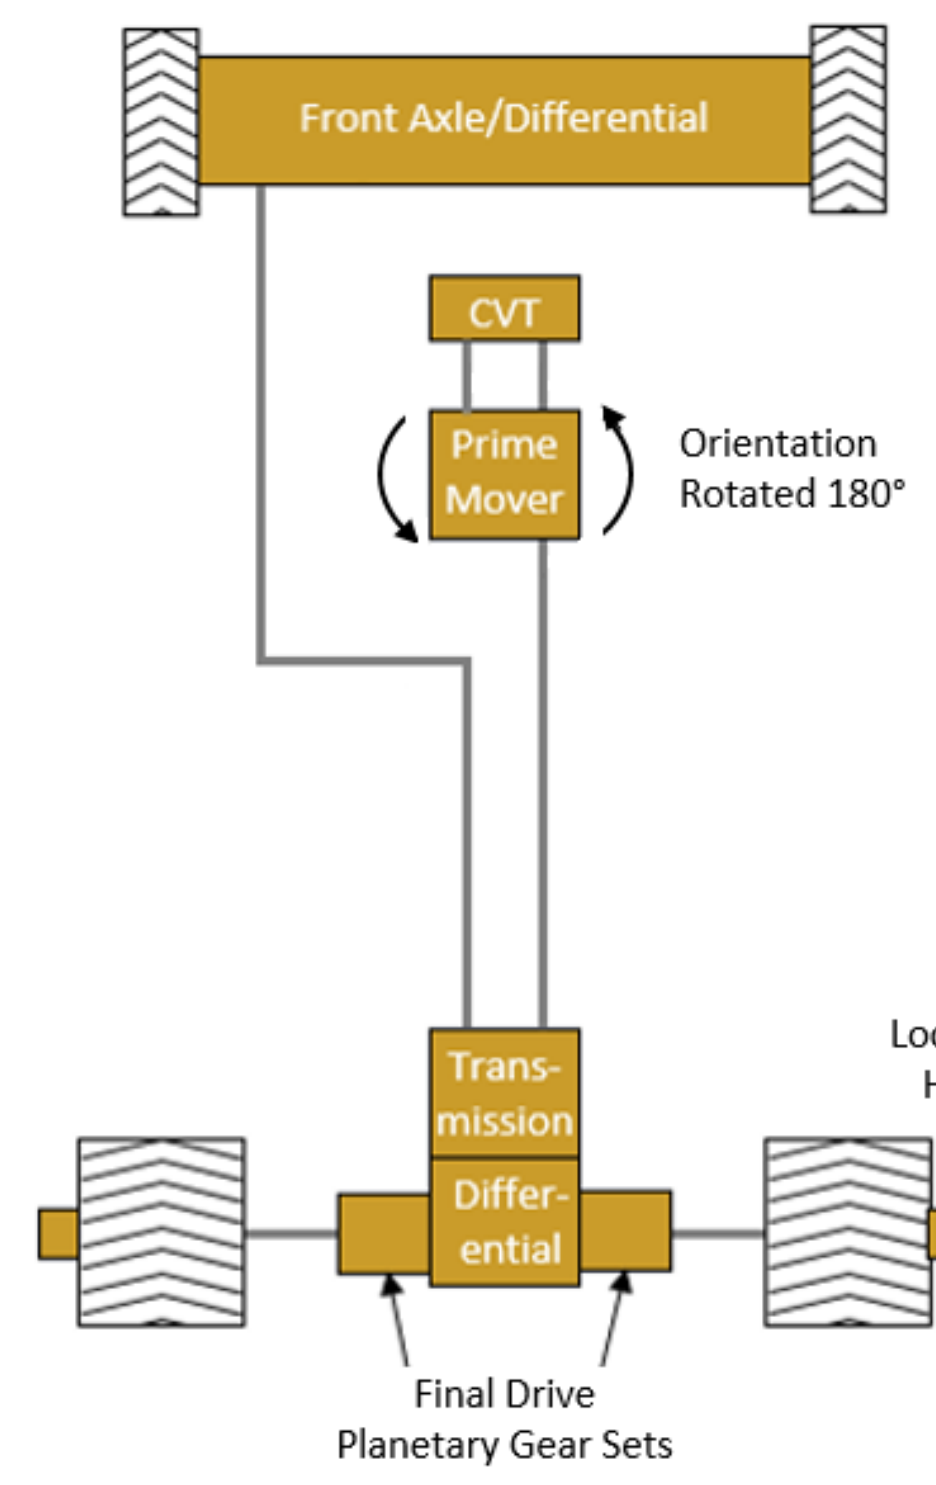 Front Axle/Differential
CVT
Prime
Mover
Orientation
Rotated 180°
Trans-
mission
Differ-
ential
Final Drive
Planetary Gear Sets